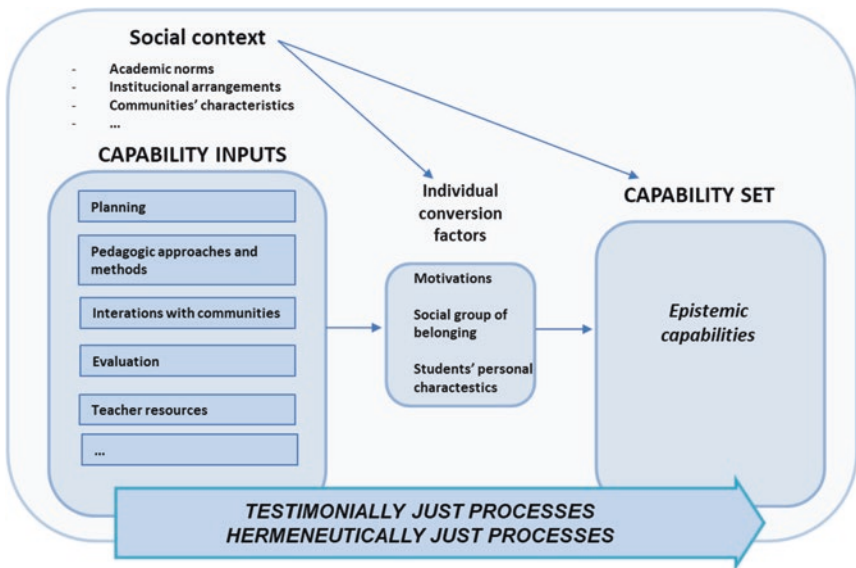 Social context
- Academic norms
- Institucional arrangements
- Communities' characteristics
- ...
CAPABILITY INPUTS
Planning
Pedagogic approaches and
methods
Interations with communities
Evaluation
Teacher resources
...
Individual
conversion
factors
Motivations
Social group of
belonging
Students' personal
charactestics
CAPABILITY SET
Epistemic
capabilities
TESTIMONIALLY JUST PROCESSES
HERMENEUTICALLY JUST PROCESSES